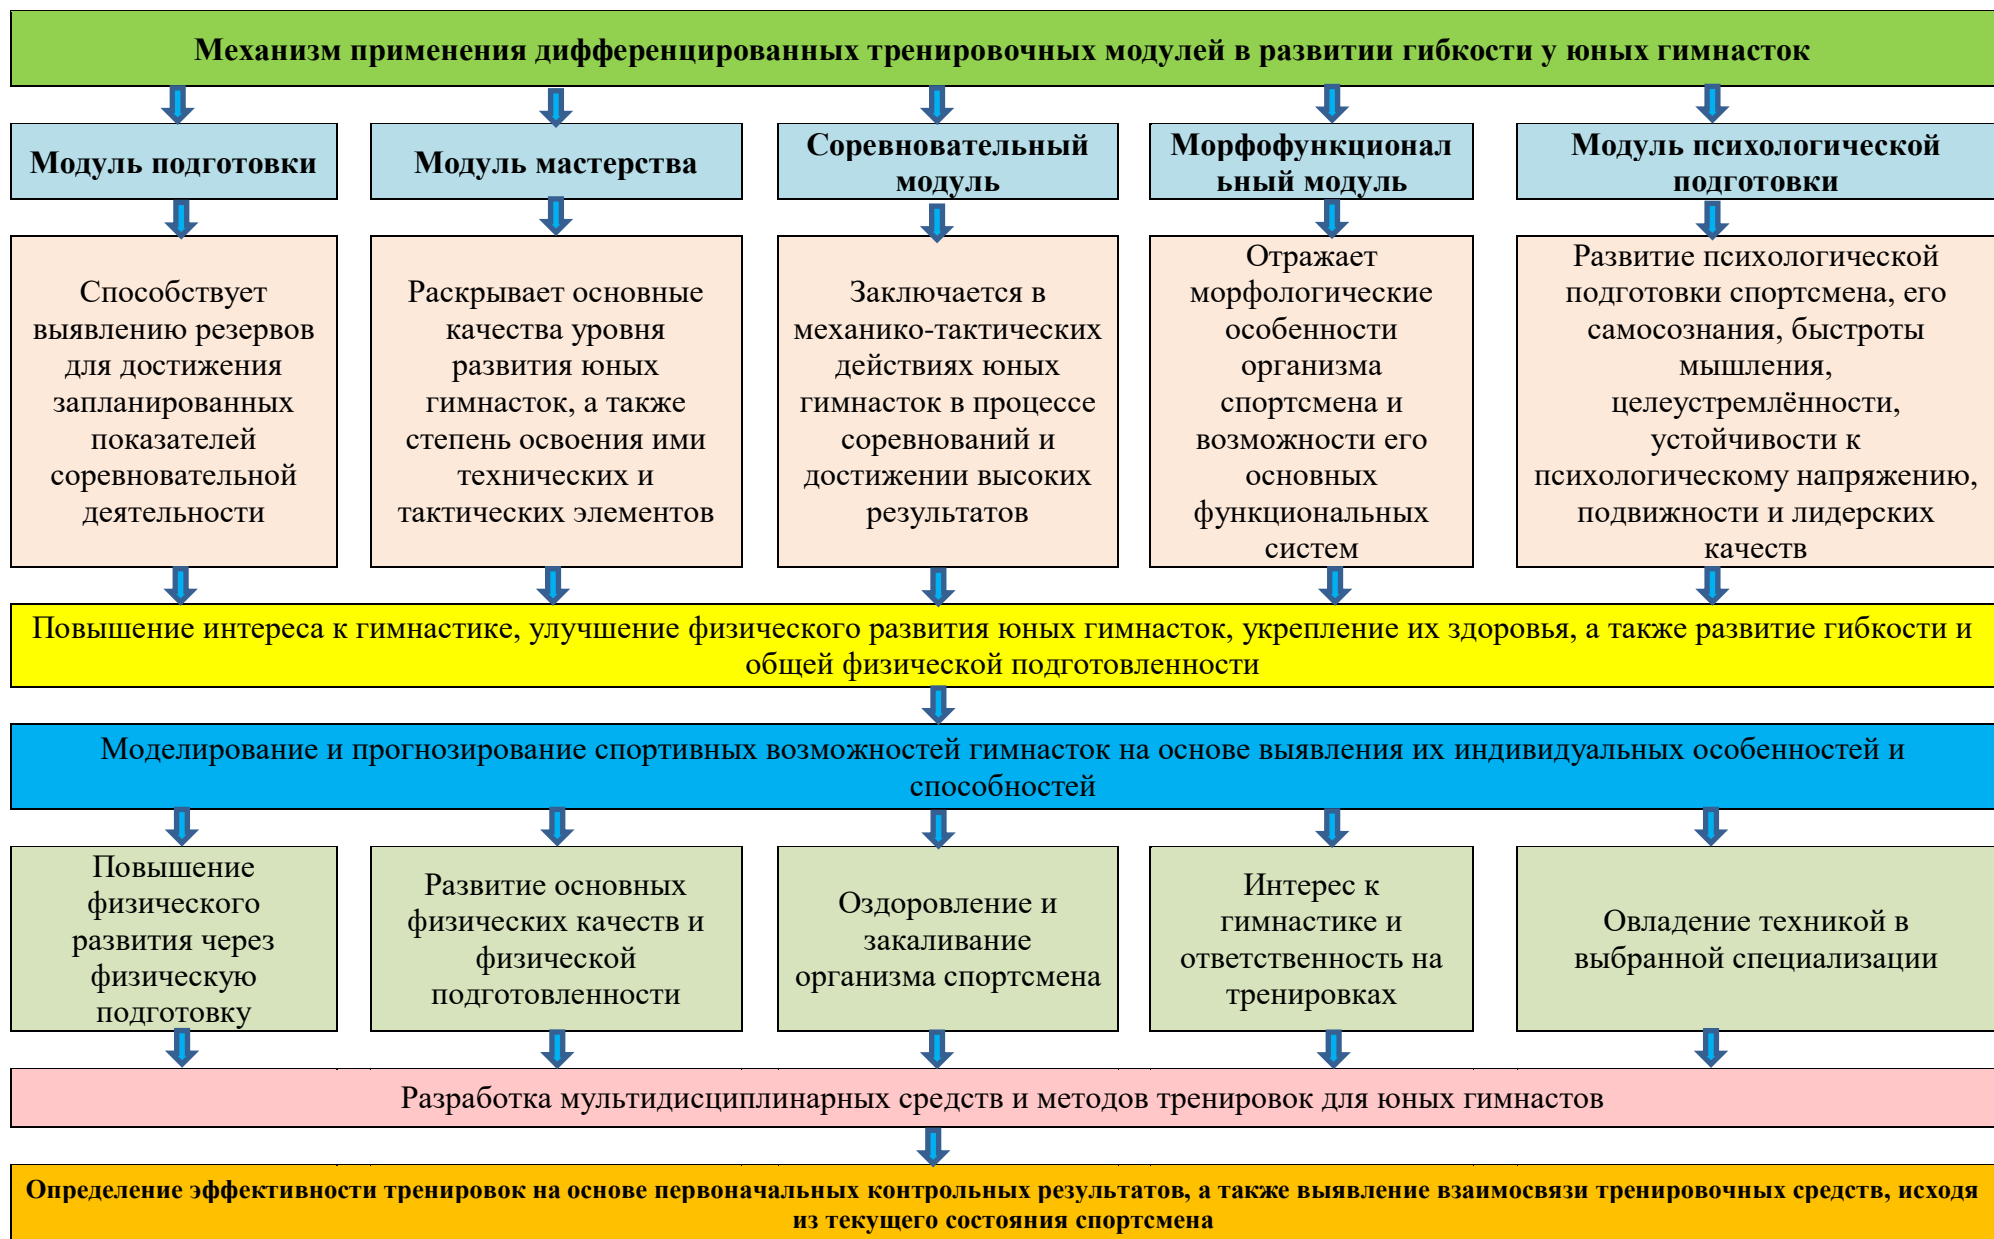 Механизм применения дифференцированных тренировочных модулей в развитии гибкости у юных гимнасток
Модуль подготовки
Модуль мастерства
Соревновательный
модуль
Морфофункционал
ьный модуль
Модуль психологической
подготовки
Способствует
выявлению резервов
для достижения
запланированных
показателей
соревновательной
деятельности
Раскрывает основные
качества уровня
развития юных
гимнасток, а также
степень освоения ими
технических и
тактических элементов
Заключается в
механико-тактических
действиях юных
гимнасток в процессе
соревнований и
достижении высоких
результатов
Отражает
морфологические
особенности
организма
спортсмена и
возможности его
основных
функциональных
систем
Развитие психологической
подготовки спортсмена, его
самосознания, быстроты
мышления,
целеустремлённости,
устойчивости к
психологическому напряжению,
подвижности и лидерских
качеств
Повышение интереса к гимнастике, улучшение физического развития юных гимнасток, укрепление их здоровья, а также развитие гибкости и
общей физической подготовленности
Моделирование и прогнозирование спортивных возможностей гимнасток на основе выявления их индивидуальных особенностей и
способностей
Повышение
физического
развития через
физическую
подготовку
Развитие основных
физических качеств и
физической
подготовленности
Оздоровление и
закаливание
организма спортсмена
Интерес к
гимнастике и
ответственность на
тренировках
Овладение техникой в
выбранной специализации
Разработка мультидисциплинарных средств и методов тренировок для юных гимнастов
Определение эффективности тренировок на основе первоначальных контрольных результатов, а также выявление взаимосвязи тренировочных средств, исходя
из текущего состояния спортсмена